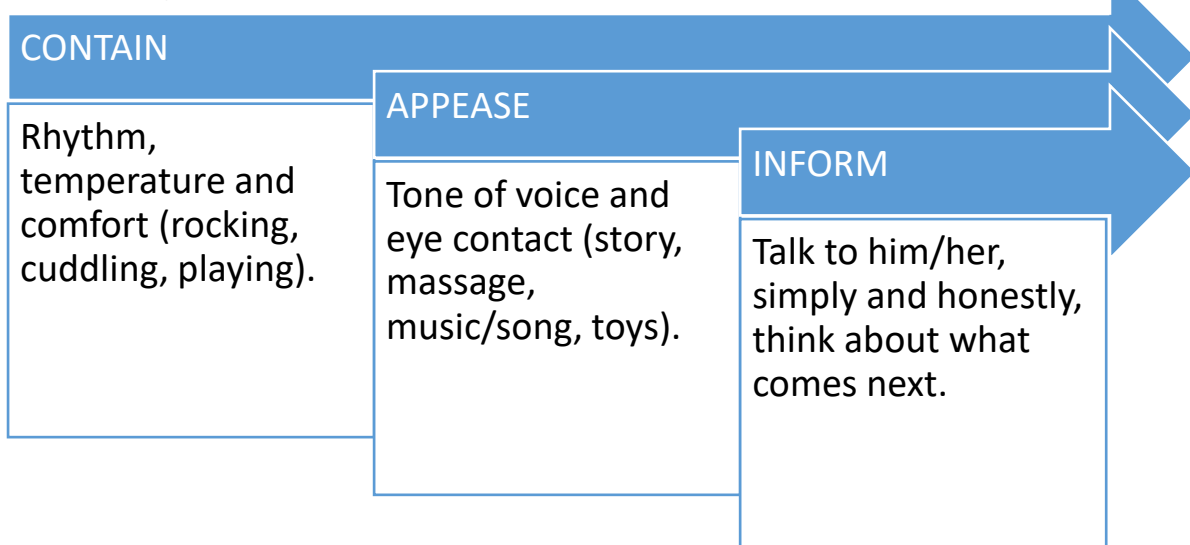 CONTAIN
Rhythm,
temperature and
comfort (rocking,
cuddling, playing).
APPEASE
Tone of voice and
eye contact (story,
massage,
music/song, toys).
INFORM
Talk to him/her,
simply and honestly,
think about what
comes next.